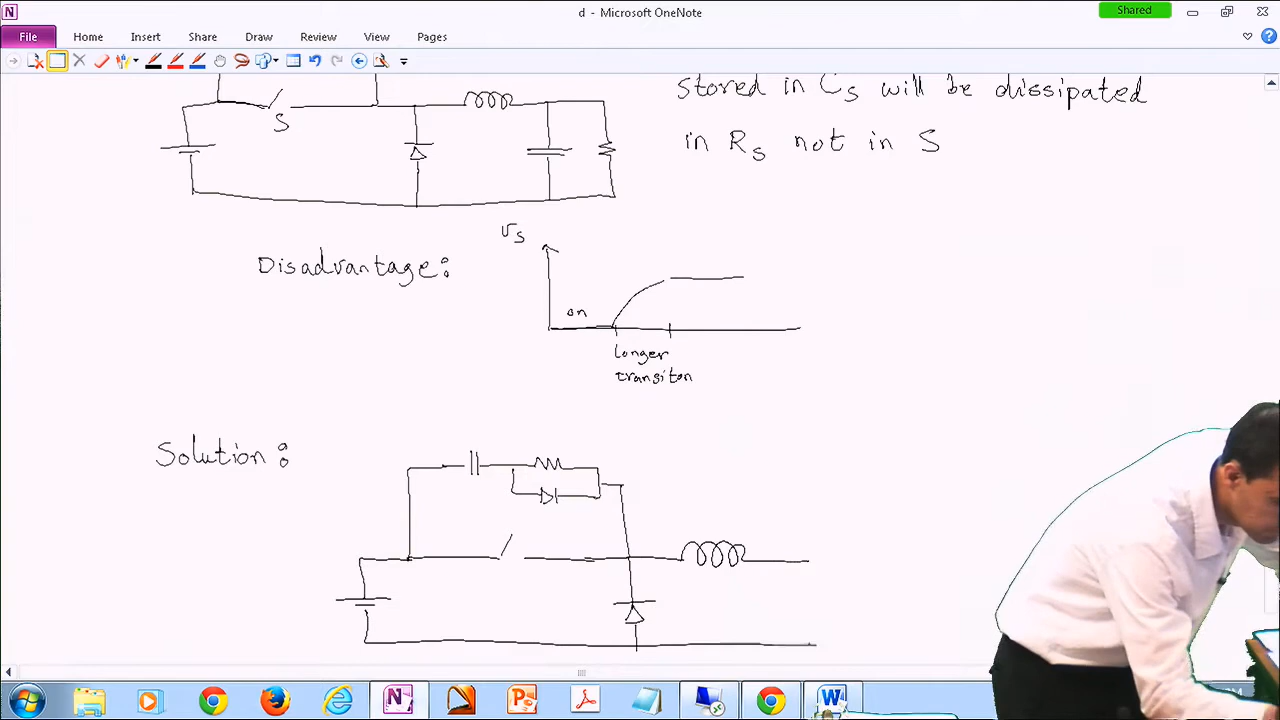 d - Microsoft OneNote
Shared
File Home Insert Share Draw Review View Pages
stored in Cs will be dissipated
in Rs not in S
S
vs
Disadvantage:
on
longer
transiton
Solution: